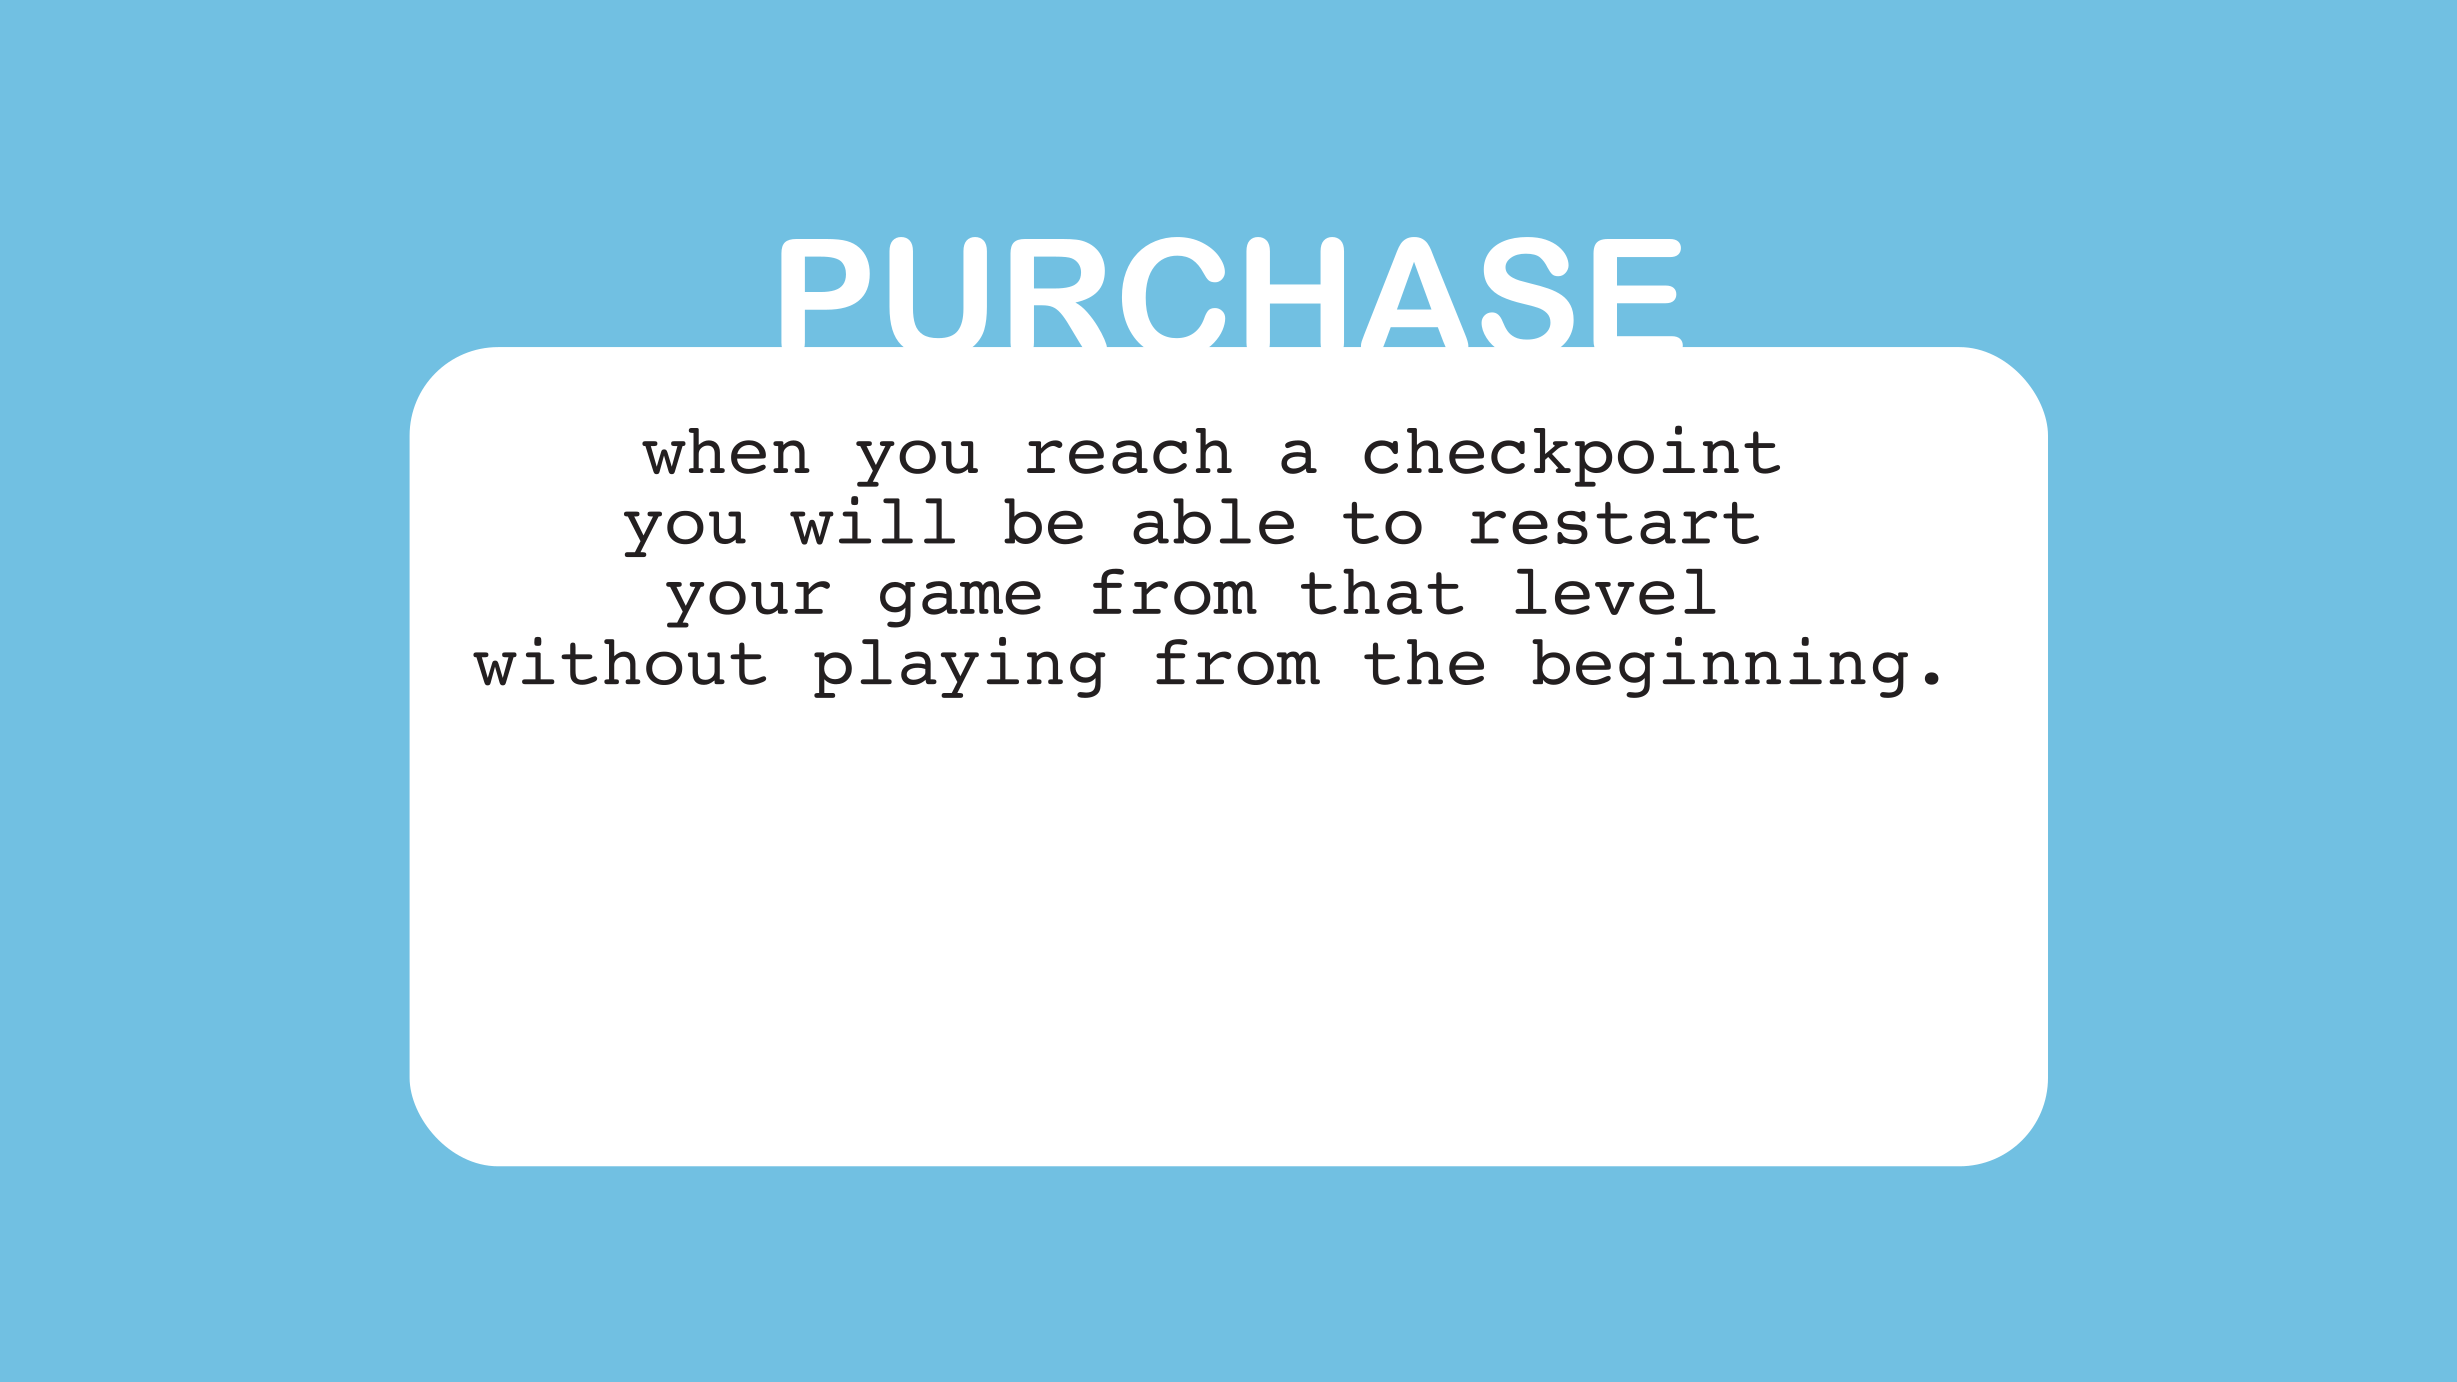 PURCHASE
when you reach a checkpoint
you will be able to restart
your game from that level
without playing from the beginning.